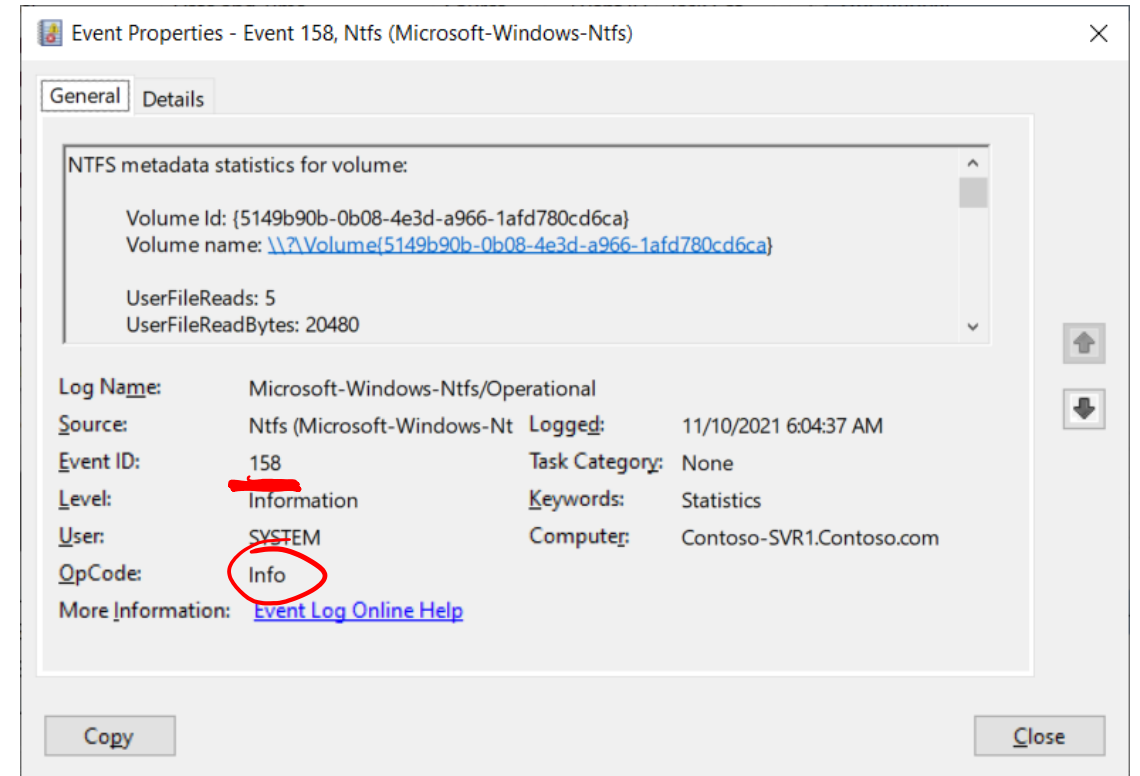 Event Properties - Event 158, Ntfs (Microsoft-Windows-Ntfs)
General Details
NTFS metadata statistics for volume:
Volume Id: {5149b90b-0b08-4e3d-a966-1afd780cd6ca}
Volume name: \\?\Volume{5149b90b-0b08-4e3d-a966-1afd780cd6ca}
UserFileReads: 5
UserFileReadBytes: 20480
Log Name: Microsoft-Windows-Ntfs/Operational
Source: Ntfs (Microsoft-Windows-Nt Logged: 11/10/2021 6:04:37 AM
Event ID: 158 Task Category: None
Level: Information Keywords: Statistics
User: SYSTEM Computer: Contoso-SVR1.Contoso.com
OpCode: Info
More Information: Event Log Online Help
Copy Close